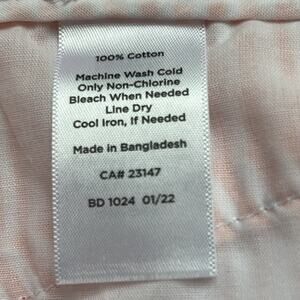 100% Cotton
Machine Wash Cold
Only Non-Chlorine
Bleach When Needed
Line Dry
Cool Iron, If Needed
Made in Bangladesh
CA# 23147
BD 1024 01/22